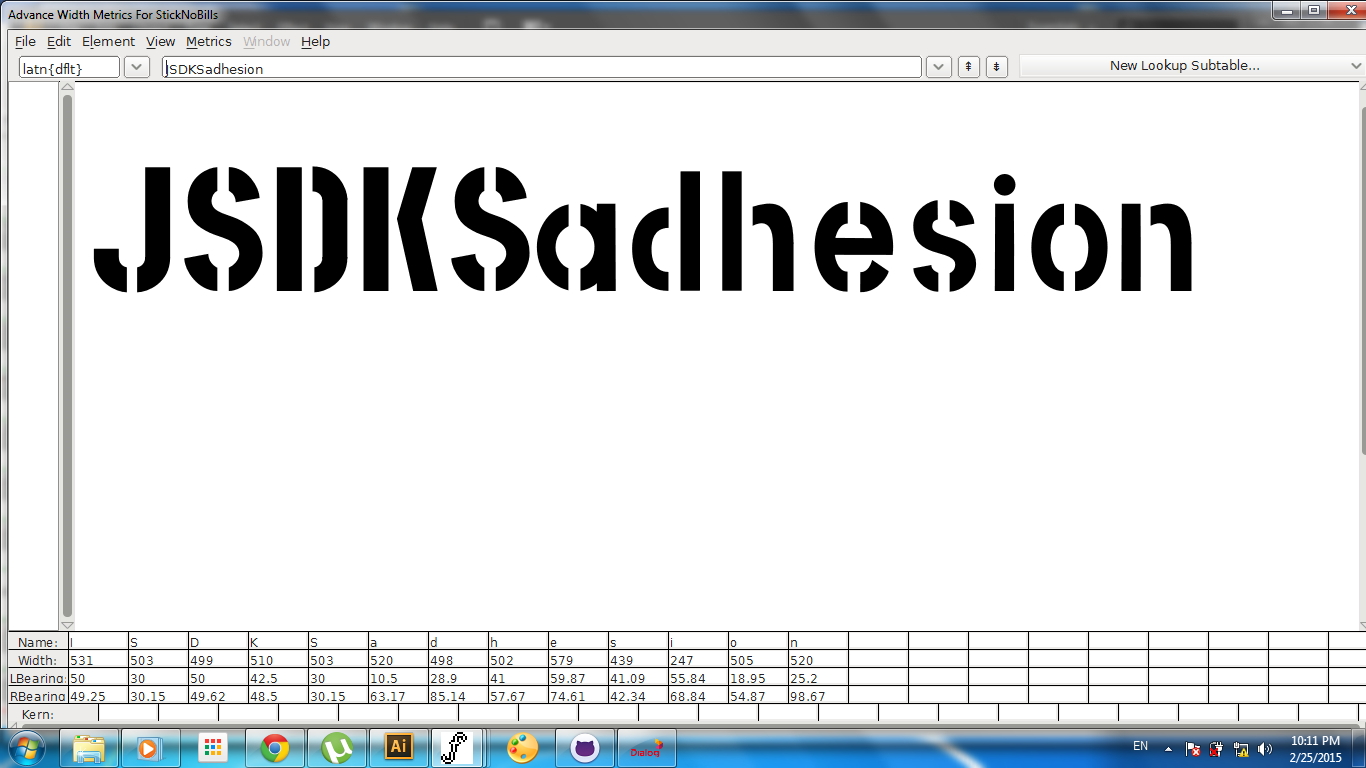 Advance Width Metrics For StickNoBills
File Edit Element View Metrics Window Help
latn{dflt} JSDKSadhesion New Lookup Subtable...
JSDKSadhesion
Name: I S D K S a d h e s i o n
Width: 531 503 499 510 503 520 498 502 579 439 247 505 520
LBearing: 50 30 50 42.5 30 10.5 28.9 41 59.87 41.09 55.84 18.95 25.2
RBearing: 49.25 30.15 49.62 48.5 30.15 63.17 85.14 57.67 74.61 42.34 68.84 54.87 98.67
Kern:
Ai
Dialog
EN
10:11 PM
2/25/2015